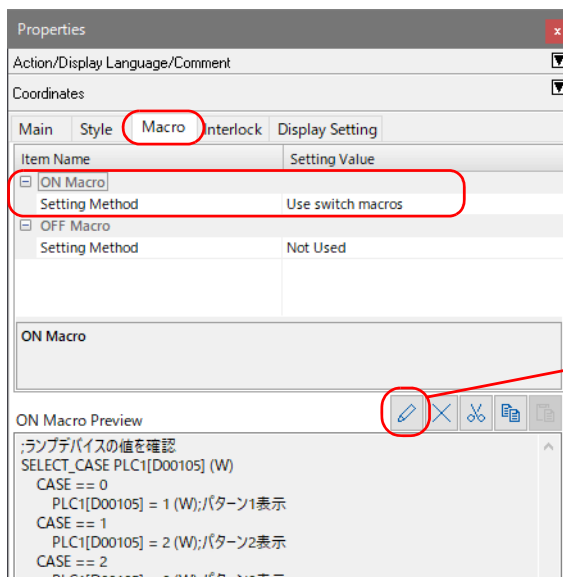 Properties
Action/Display Language/Comment
Coordinates
Main Style Macro Interlock Display Setting
Item Name Setting Value
ON Macro
Setting Method Use switch macros
OFF Macro
Setting Method Not Used
ON Macro
ON Macro Preview
;ランプデバイスの値を確認
SELECT_CASE PLC1[D00105] (W)
CASE == 0
PLC1[D00105] = 1 (W);パターン1表示
CASE == 1
PLC1[D00105] = 2 (W);パターン2表示
CASE == 2